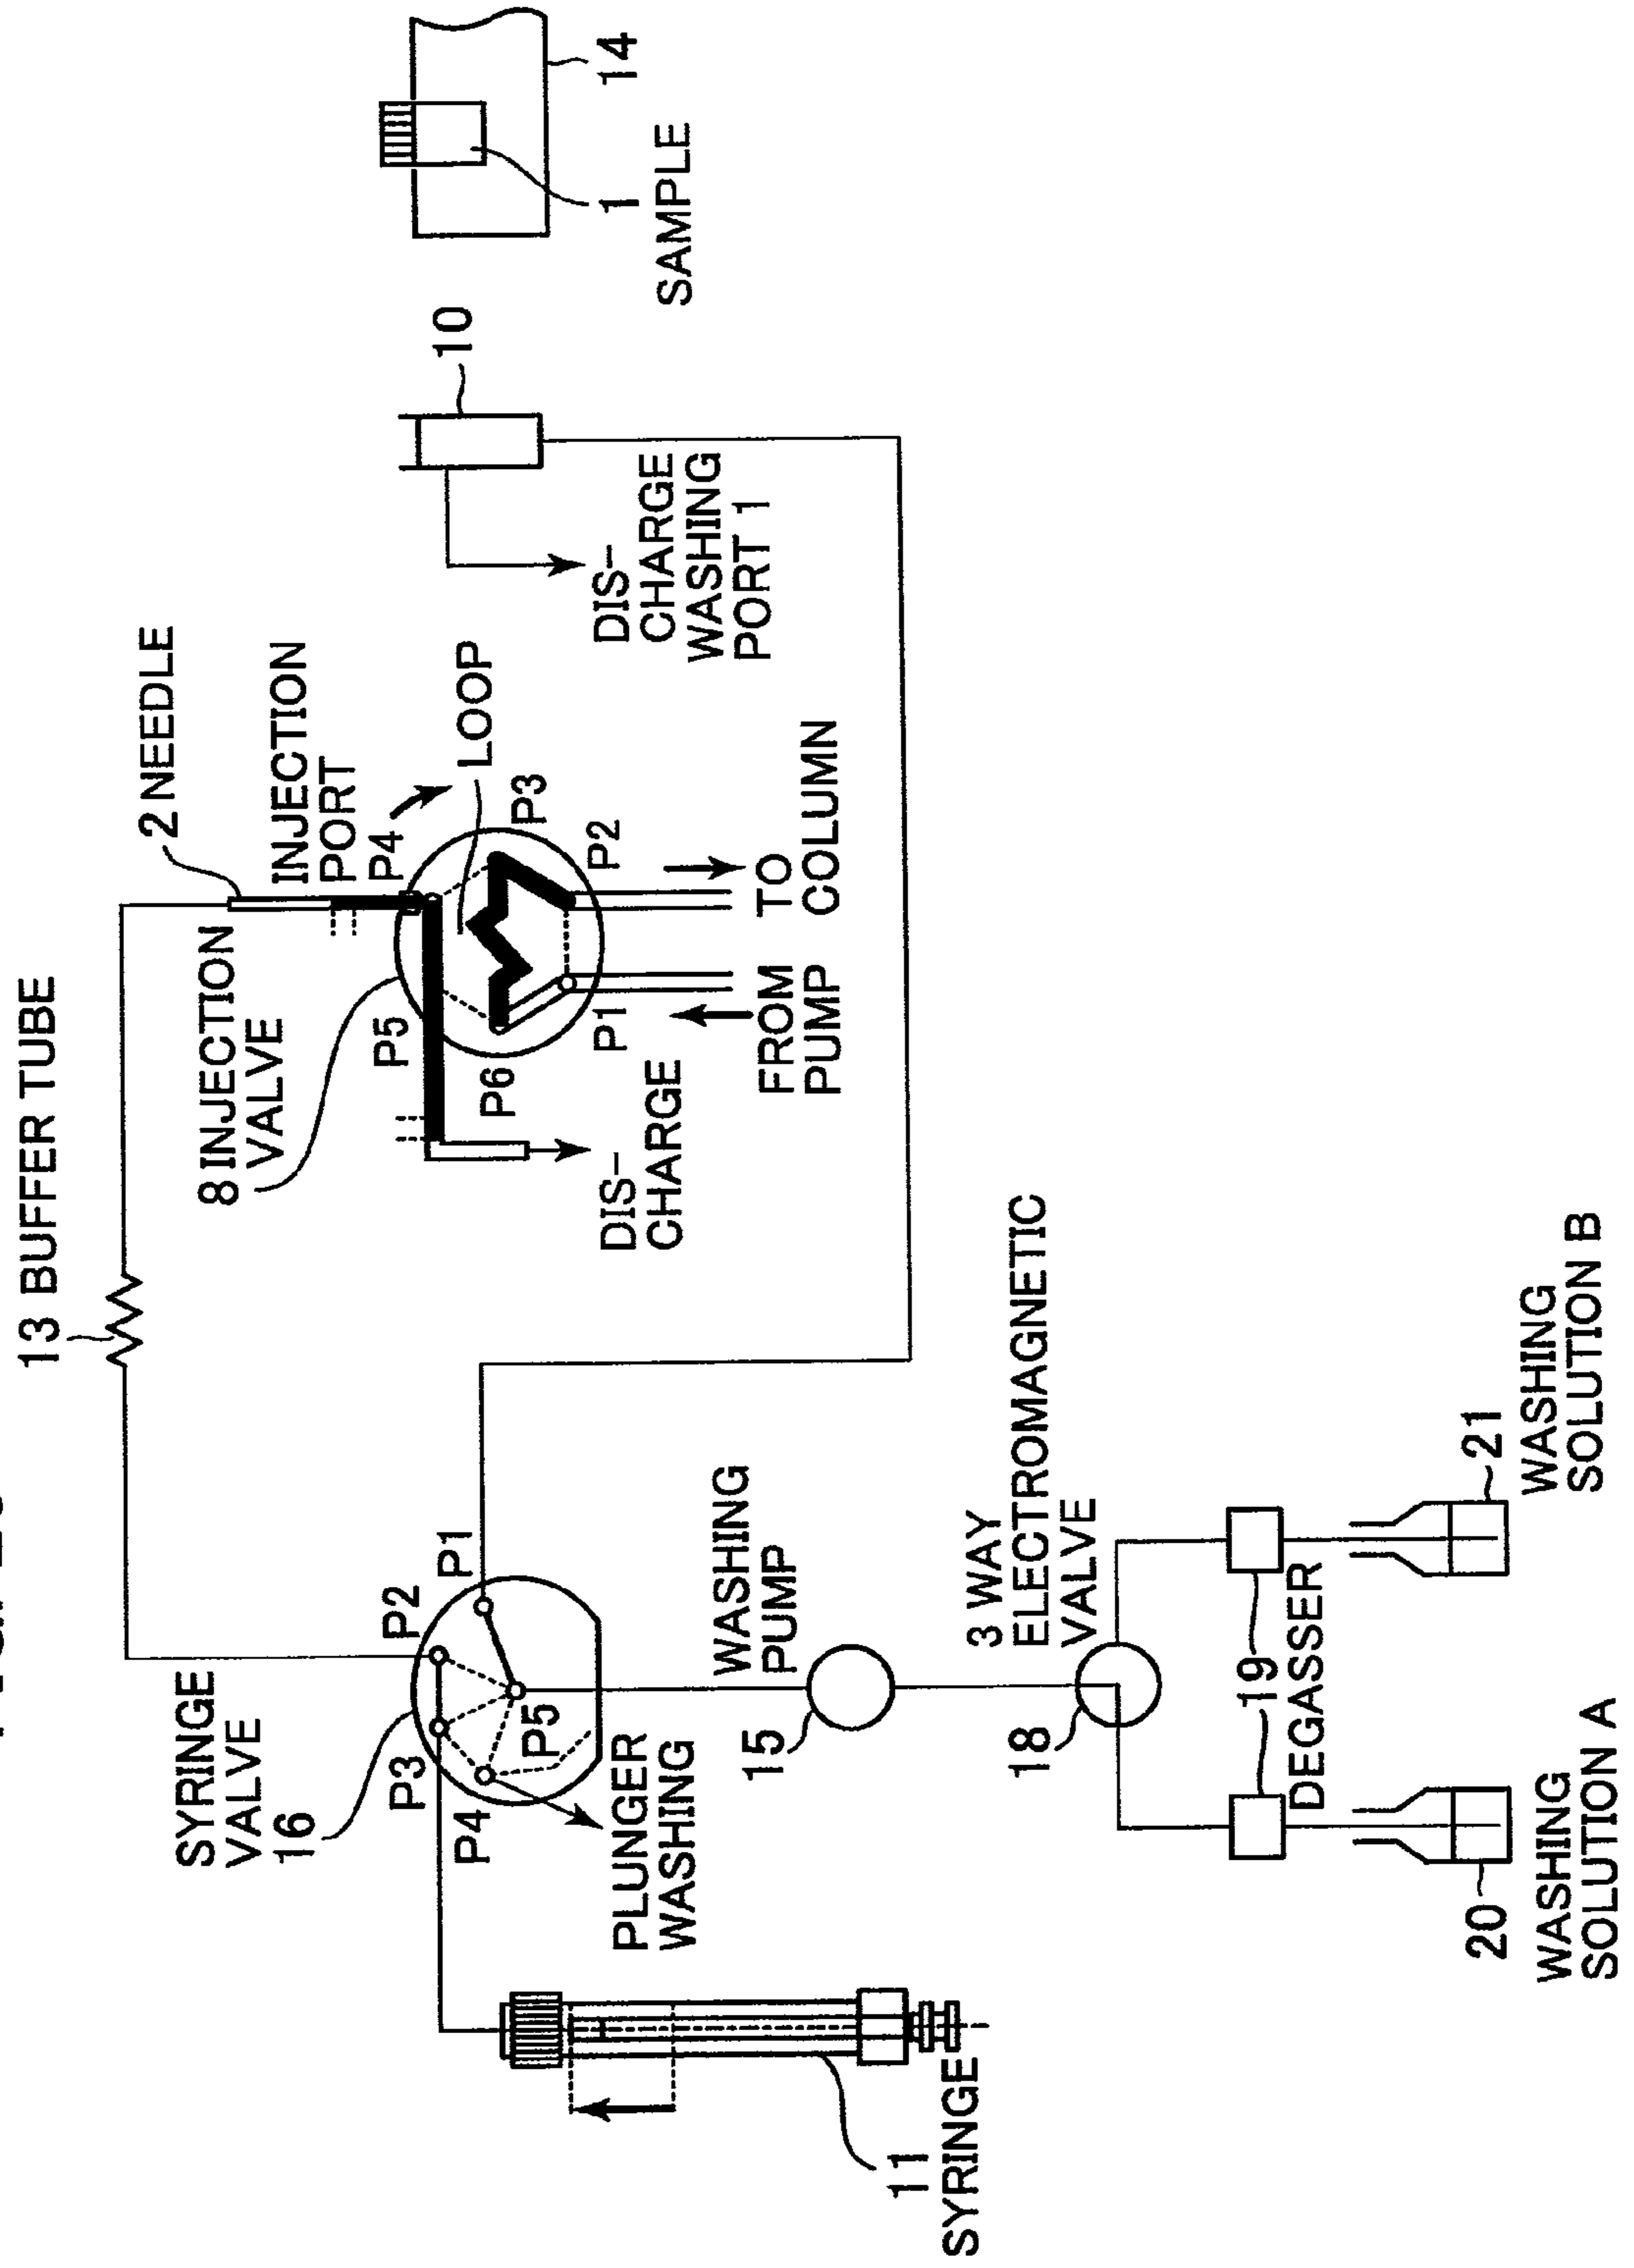 13 BUFFER TUBE
2 NEEDLE
8 INJECTION
VALVE
INJECTION
PORT
P4
P5
P6
P3
P1
P2
LOOP
DIS-
CHARGE
FROM
PUMP
TO
COLUMN
10
DIS-
CHARGE
WASHING
PORT 1
14
1
SAMPLE
SYRINGE
VALVE
16
P2
P1
P3
P4
P5
PLUNGER
WASHING
WASHING
PUMP
15
11
SYRINGE
3 WAY
ELECTROMAGNETIC
VALVE
18
19
DEGASSER
20
WASHING
SOLUTION A
21
WASHING
SOLUTION B